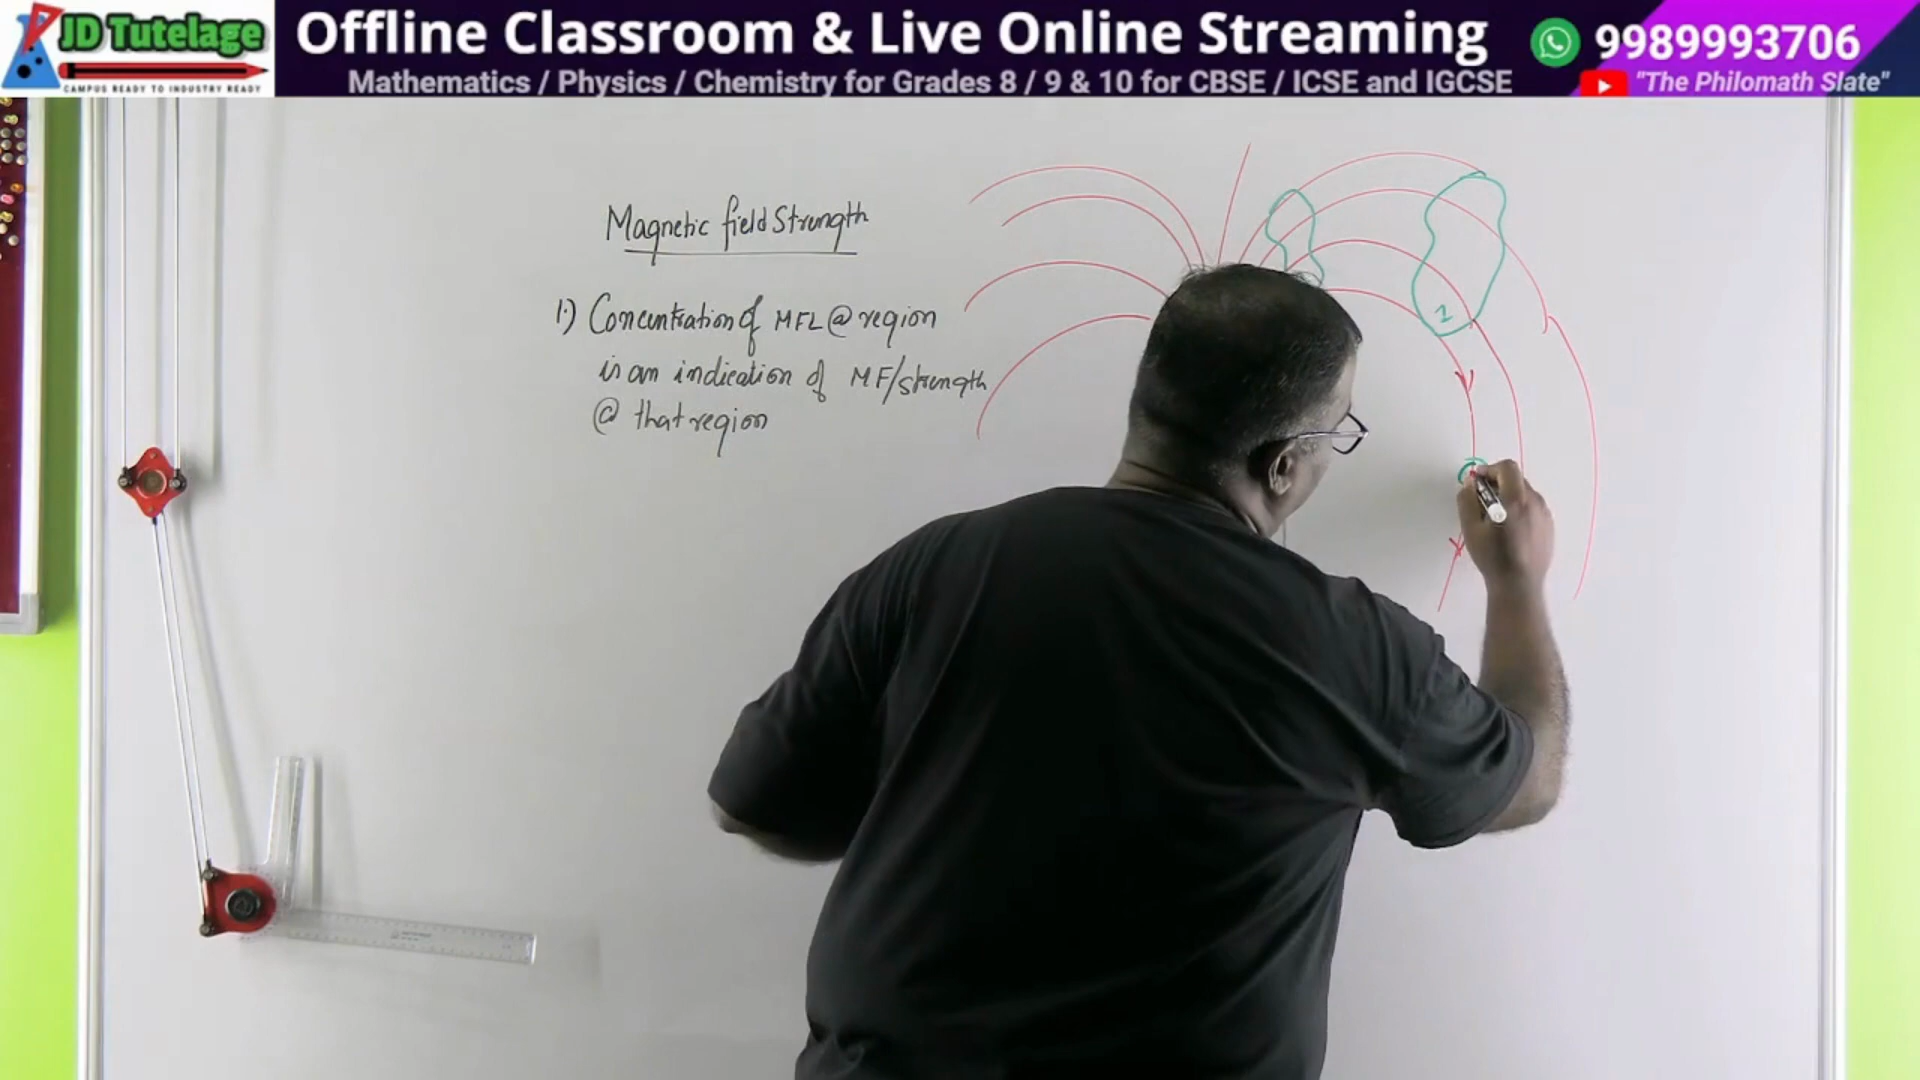 JD Tutelage
CAMPUS READY TO INDUSTRY READY
Offline Classroom & Live Online Streaming
9989993706
Mathematics / Physics / Chemistry for Grades 8 / 9 & 10 for CBSE / ICSE and IGCSE
"The Philomath Slate"
Magnetic field Strength
1.) Concentration of MFL @ region
is an indication of MF/strength
@ that region
2